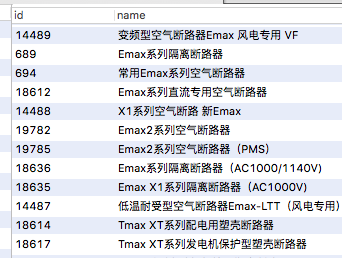 id name
14489 变频型空气断路器Emax 风电专用 VF
689 Emax系列隔离断路器
694 常用Emax系列空气断路器
18612 Emax系列直流专用空气断路器
14488 X1系列空气断路 新Emax
19782 Emax2系列空气断路器
19785 Emax2系列空气断路器（PMS）
18636 Emax系列隔离断路器（AC1000/1140V)
18635 Emax X1系列隔离断路器（AC1000V)
14487 低温耐受型空气断路器Emax-LTT（风电专用）
18614 Tmax XT系列配电用塑壳断路器
18617 Tmax XT系列发电机保护型塑壳断路器